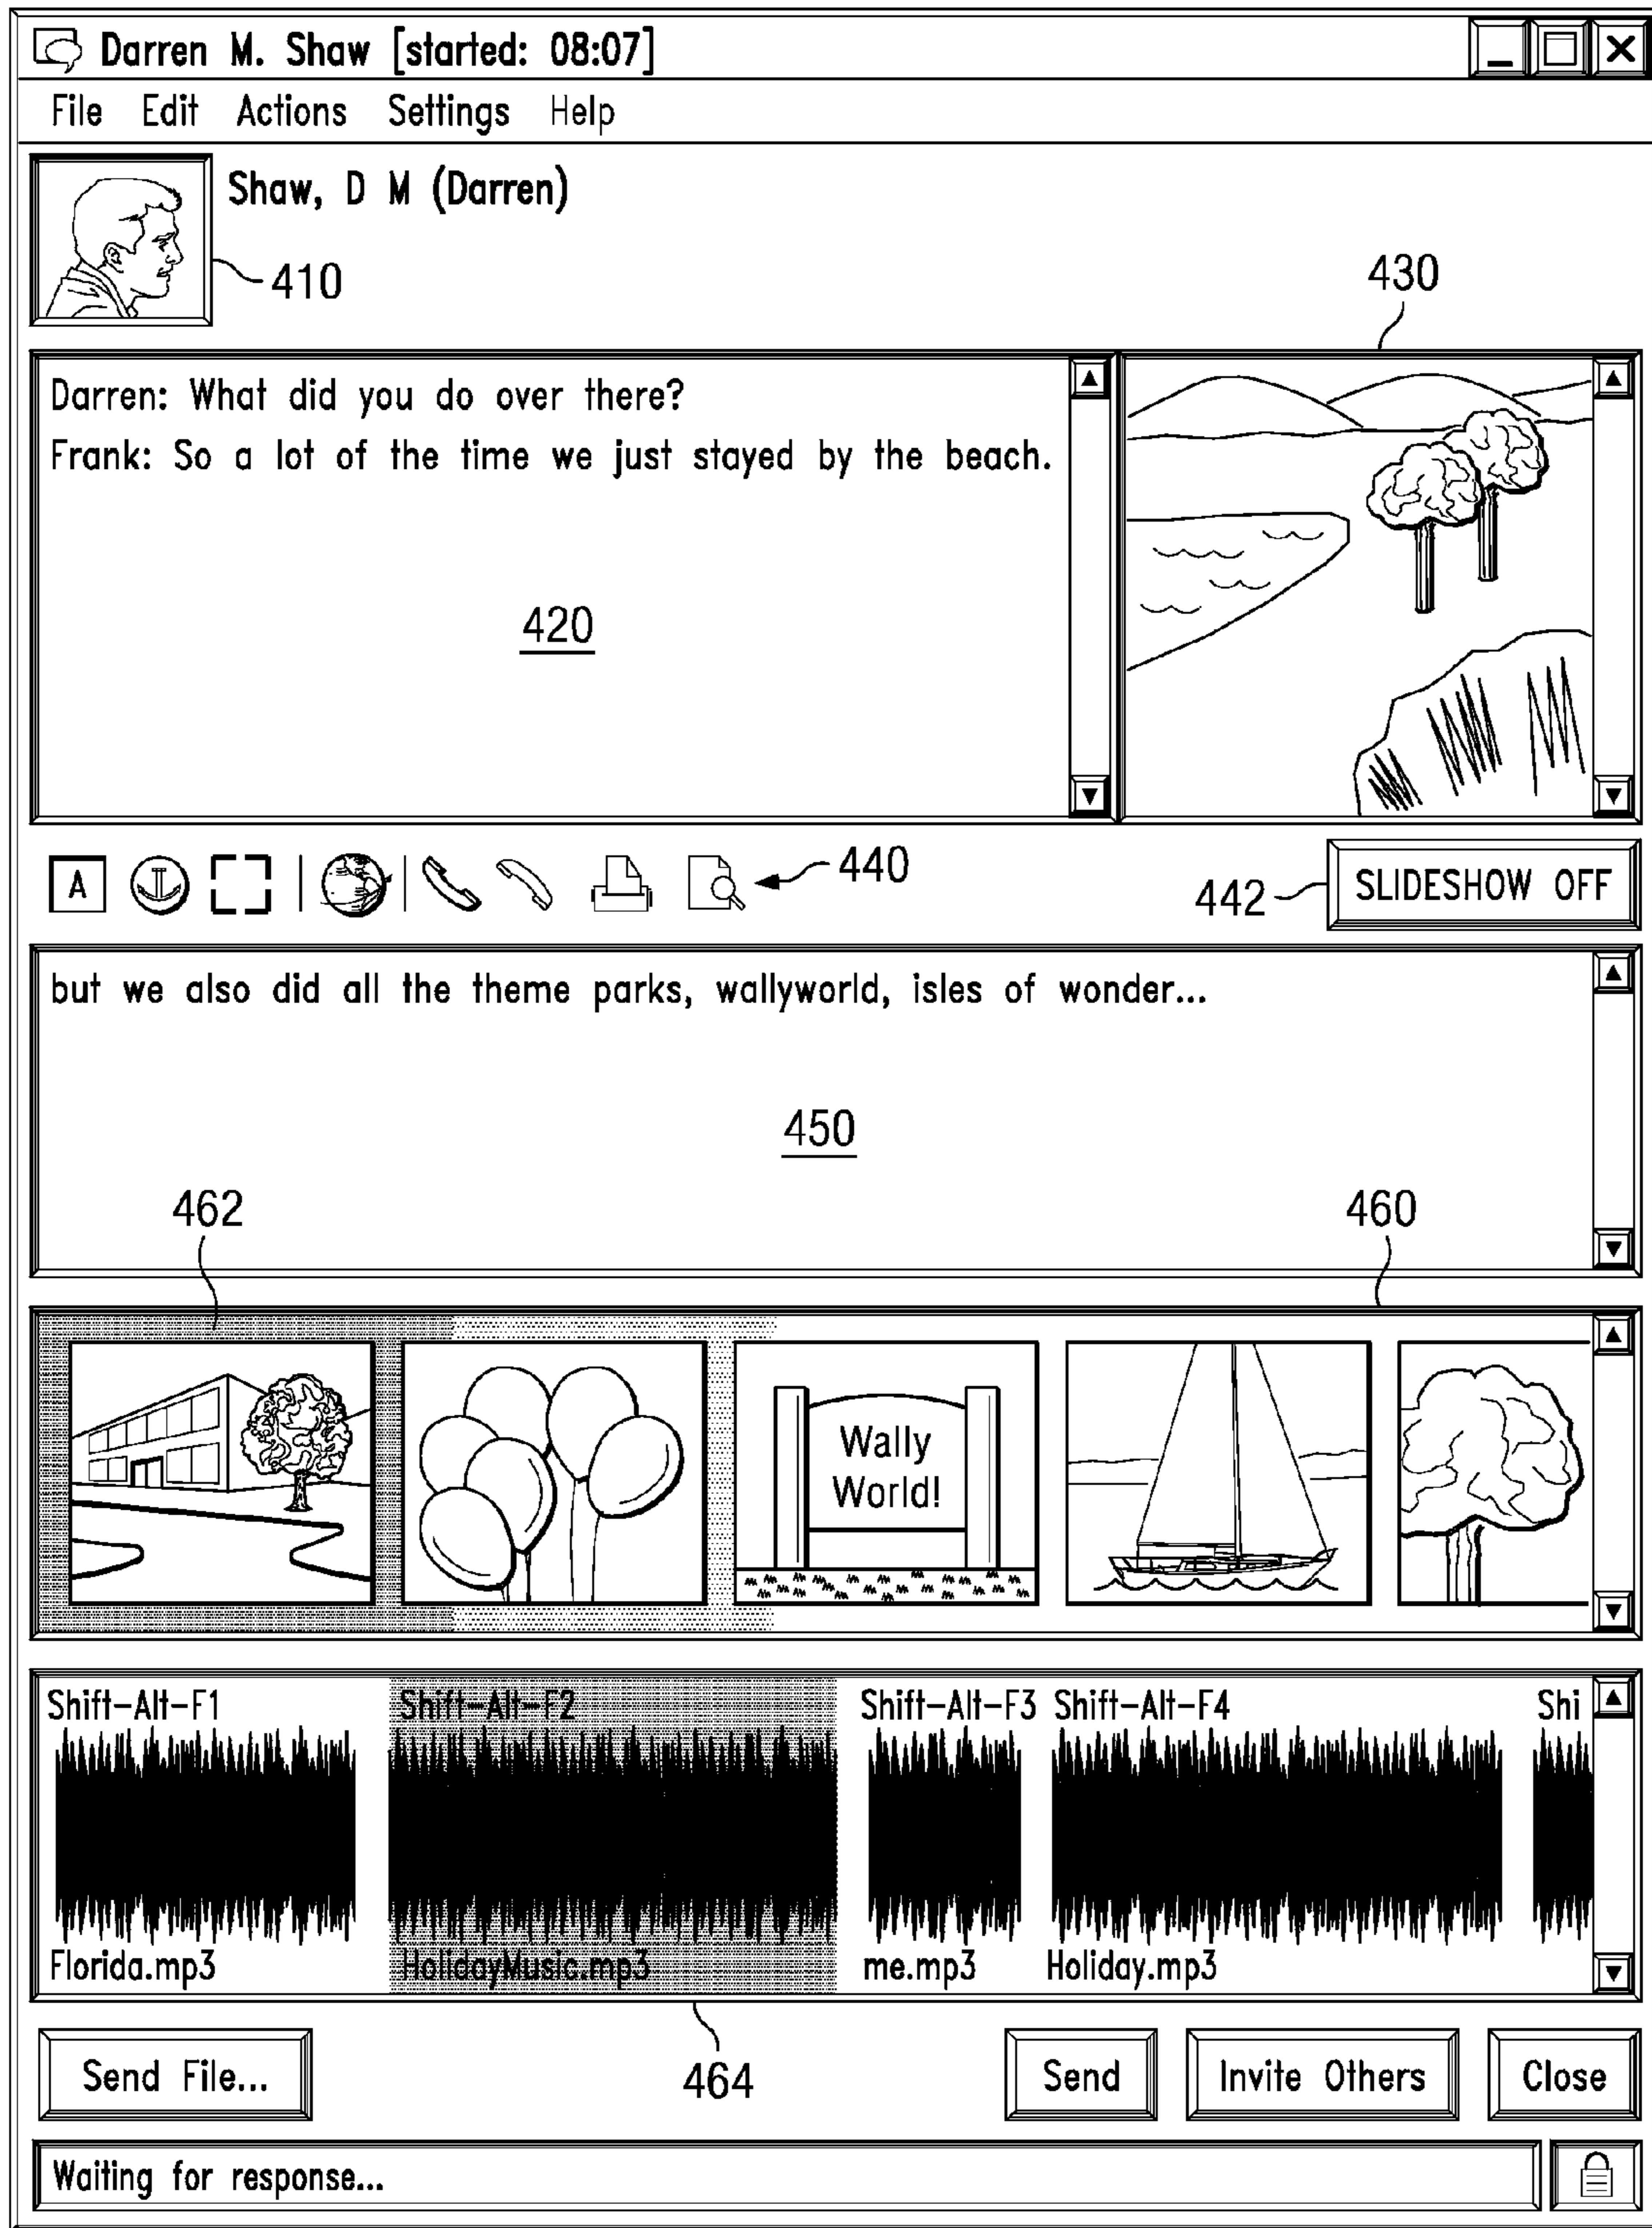 Darren M. Shaw [started: 08:07]
File Edit Actions Settings Help
Shaw, D M (Darren)
410
430
Darren: What did you do over there?
Frank: So a lot of the time we just stayed by the beach.
420
A
440
442
SLIDESHOW OFF
but we also did all the theme parks, wallyworld, isles of wonder...
450
462
460
Wally
World!
Shift-Alt-F1 Shift-Alt-F2 Shift-Alt-F3 Shift-Alt-F4 Shi
Florida.mp3 HolidayMusic.mp3 me.mp3 Holiday.mp3
464
Send File... Send Invite Others Close
Waiting for response...